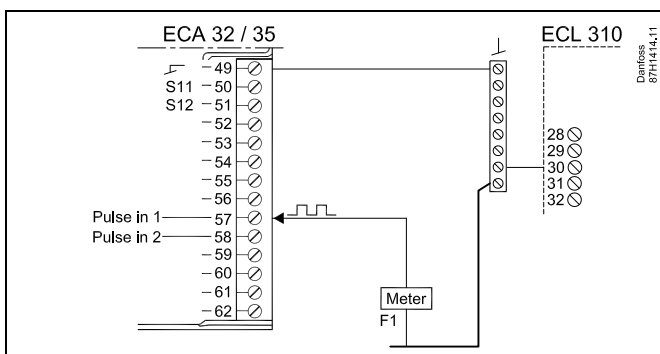 ECA 32 / 35
ECL 310
Danfoss
87H1414.11
49
S11 50
S12 51
52
53
54
55
56
Pulse in 1 57
Pulse in 2 58
59
60
61
62
28
29
30
31
32
Meter
F1